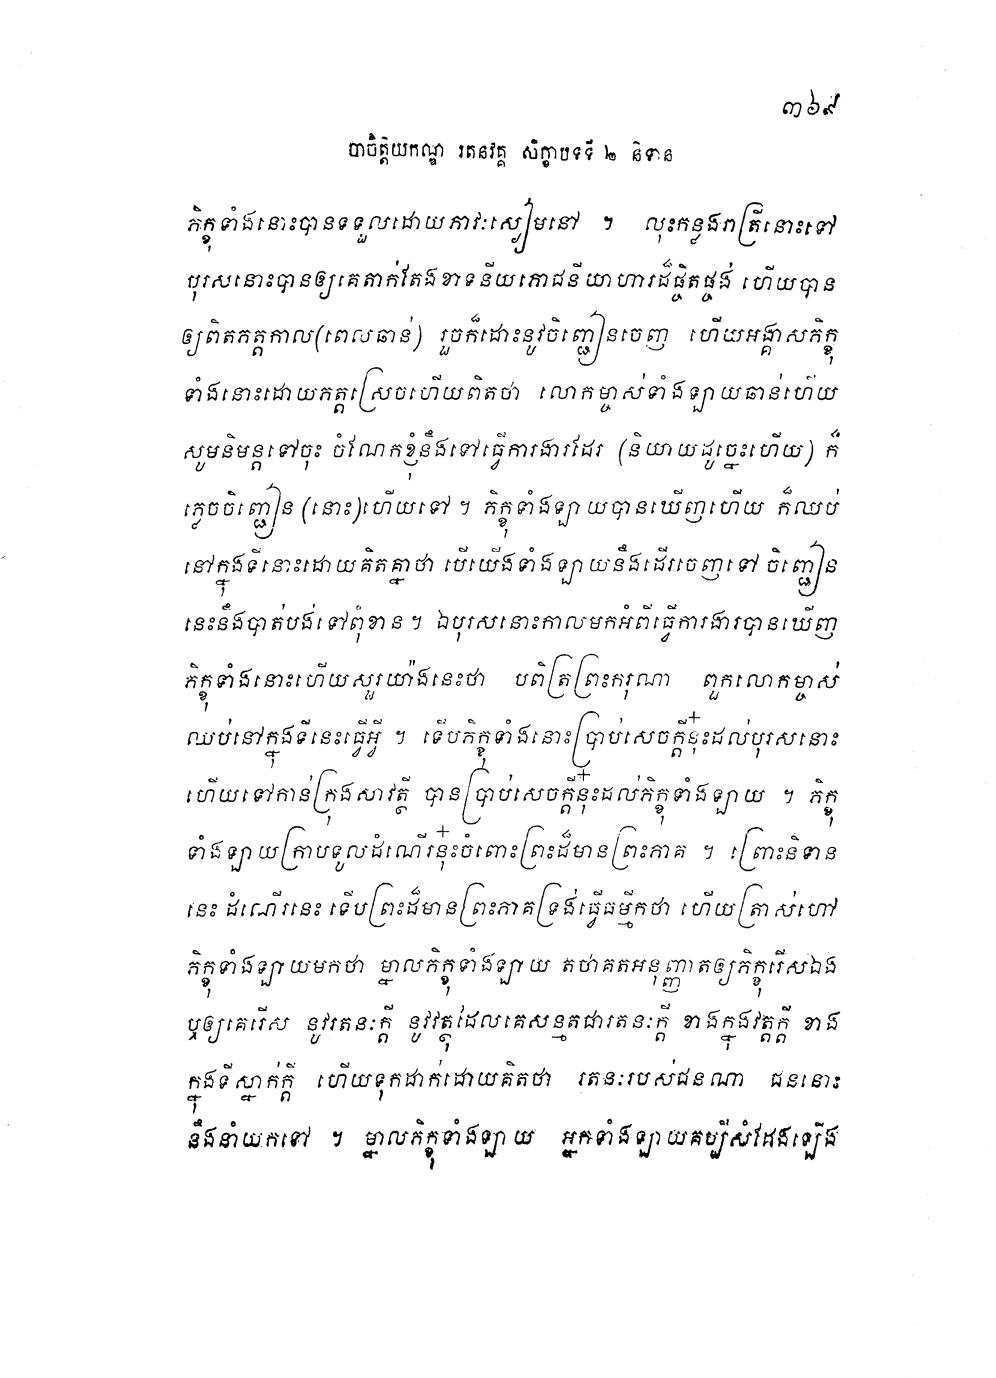 ៣៦៩
បាចិត្តិយកណ្ឌ រតនវគ្គ សិក្ខាបទទី ២ និទាន
ភិក្ខុទាំងនោះបានទទួលដោយភាវៈស្ងៀមនៅ ។ លុះកន្លងរាត្រីនោះទៅ
បុរសនោះបានឲ្យគេតាក់តែងខាទនីយភោជនីយាហារដ៏ផ្ចិតផ្ចង់ ហើយបាន
ឲ្យពិតភត្តកាល(ពេលឆាន់) រួចក៏ដោះនូវចិញ្ជៀនចេញ ហើយអង្គាសភិក្ខុ
ទាំងនោះដោយភត្តស្រេចហើយពិតថា លោកម្ចាស់ទាំងឡាយឆាន់ហើយ
សូមនិមន្តទៅចុះ ចំណែកខ្ញុំនឹងទៅធ្វើការងារដែរ (និយាយដូច្នេះហើយ) ក៏
ភ្លេចចិញ្ជៀន (នោះ)ហើយទៅ ។ ភិក្ខុទាំងឡាយបានឃើញហើយ ក៏ឈប់
នៅក្នុងទីនោះដោយគិតគ្នាថា បើយើងទាំងឡាយនឹងដើរចេញទៅ ចិញ្ជៀន
នេះនឹងបាត់បង់ទៅពុំខាន ។ ឯបុរសនោះកាលមកអំពីធ្វើការងារបានឃើញ
ភិក្ខុទាំងនោះហើយសួរយ៉ាងនេះថា បពិត្រព្រះករុណា ពួកលោកម្ចាស់
ឈប់នៅក្នុងទីនេះធ្វើអ្វី ។ ទើបភិក្ខុទាំងនោះប្រាប់សេចក្តីនុ៎ះដល់បុរសនោះ
ហើយទៅកាន់ក្រុងសាវត្ថី បានប្រាប់សេចក្តីនុ៎ះដល់ភិក្ខុទាំងឡាយ ។ ភិក្ខុ
ទាំងឡាយក្រាបទូលដំណើរនុ៎ះចំពោះព្រះដ៏មានព្រះភាគ ។ ព្រោះនិទាន
នេះ ដំណើរនេះ ទើបព្រះដ៏មានព្រះភាគទ្រង់ធ្វើធម្មីកថា ហើយត្រាស់ហៅ
ភិក្ខុទាំងឡាយមកថា ម្នាលភិក្ខុទាំងឡាយ តថាគតអនុញ្ញាតឲ្យភិក្ខុរើសឯង
ឬឲ្យគេរើស នូវរតនៈក្តី នូវវត្ថុដែលគេសន្មតជារតនៈក្តី ខាងក្នុងវត្តក្តី ខាង
ក្នុងទីស្នាក់ក្តី ហើយទុកដាក់ដោយគិតថា រតនៈរបស់ជនណា ជននោះ
នឹងនាំយកទៅ ។ ម្នាលភិក្ខុទាំងឡាយ អ្នកទាំងឡាយគប្បីសំដែងឡើង